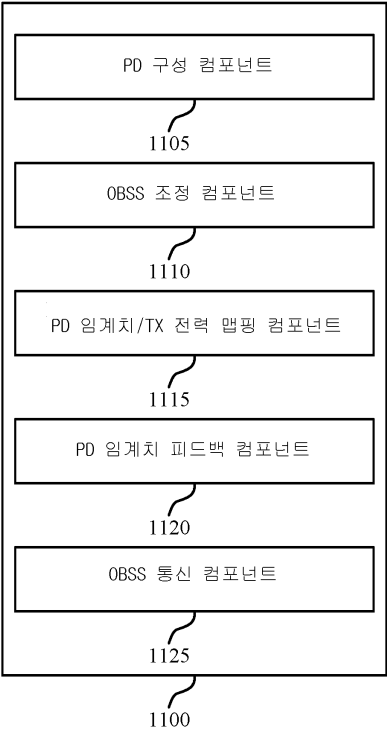 PD 구성 컴포넌트
1105
OBSS 조정 컴포넌트
1110
PD 임계치/TX 전력 맵핑 컴포넌트
1115
PD 임계치 피드백 컴포넌트
1120
OBSS 통신 컴포넌트
1125
1100